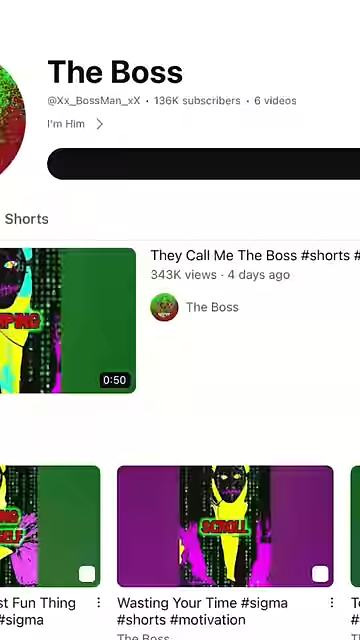 The Boss
@Xx_BossMan_xX • 136K subscribers • 6 videos
I'm Him
Shorts
They Call Me The Boss #shorts #
343K views · 4 days ago
The Boss
0:50
SCROLL
st Fun Thing
#sigma
Wasting Your Time #sigma
#shorts #motivation
The Boss